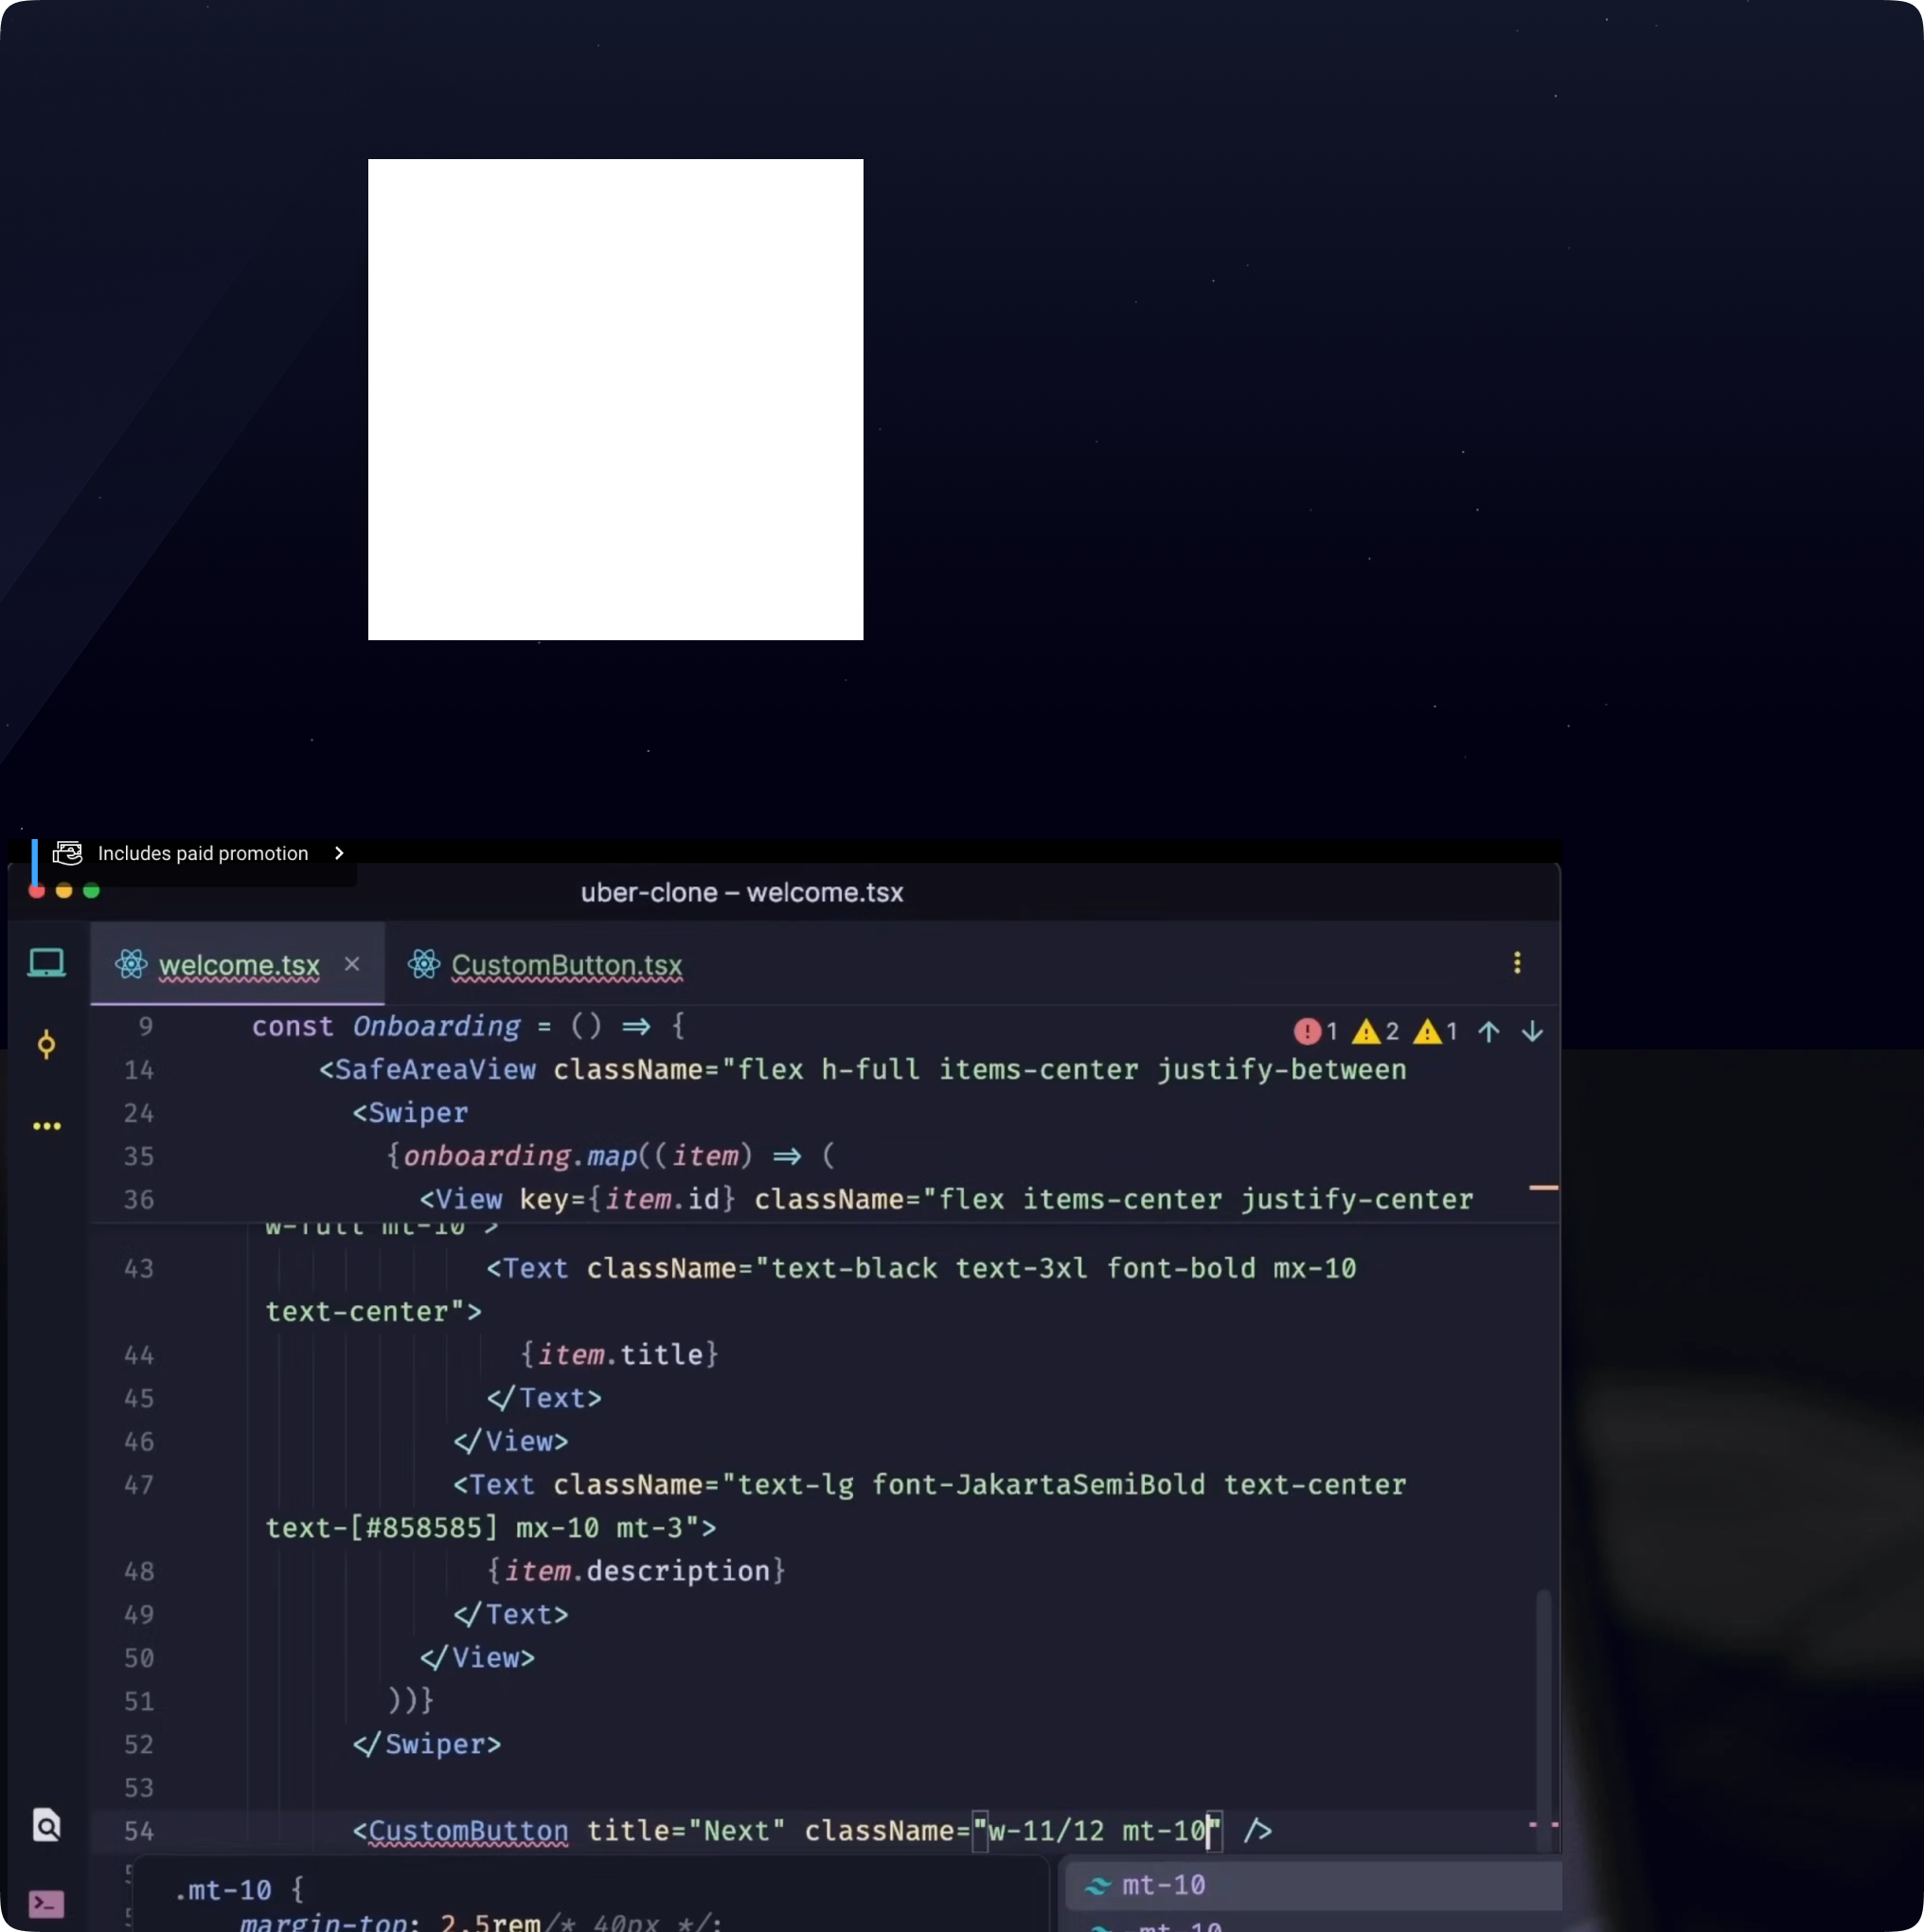 Includes paid promotion
uber-clone – welcome.tsx
welcome.tsx × CustomButton.tsx
9 const Onboarding = () => {
1 2 1
14 <SafeAreaView className="flex h-full items-center justify-between
24 <Swiper
35 {onboarding.map((item) => (
36 <View key={item.id} className="flex items-center justify-center
w-full mt-10">
43 <Text className="text-black text-3xl font-bold mx-10
text-center">
44 {item.title}
45 </Text>
46 </View>
47 <Text className="text-lg font-JakartaSemiBold text-center
text-[#858585] mx-10 mt-3">
48 {item.description}
49 </Text>
50 </View>
51 ))}
52 </Swiper>
53
54 <CustomButton title="Next" className="w-11/12 mt-10" />
.mt-10 {
margin-top: 2.5rem/* 40px */;
mt-10
-mt-10